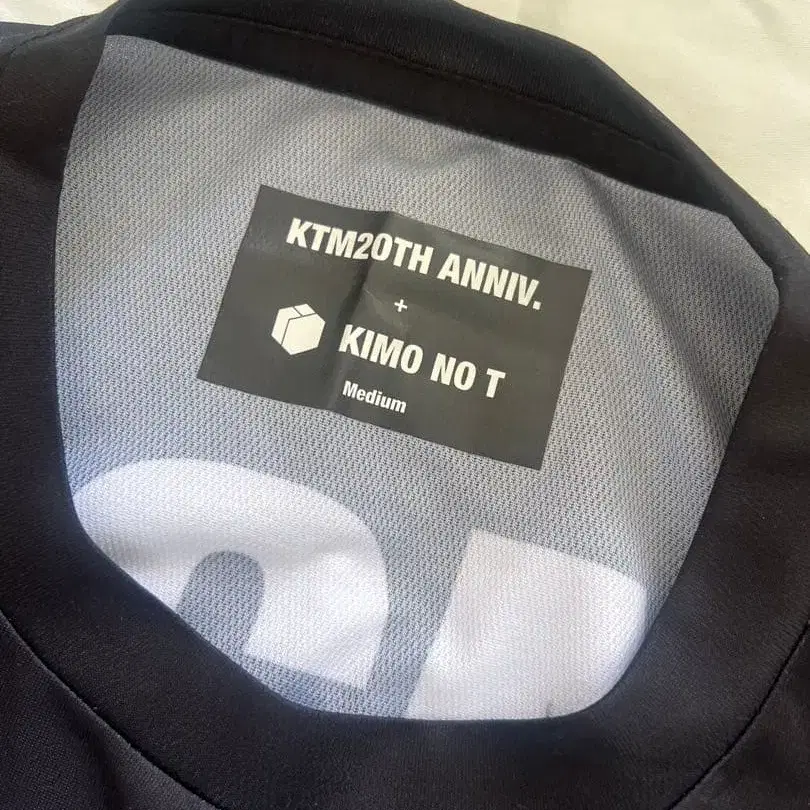 KTM20TH ANNIV.
+
KIMO NO T
Medium